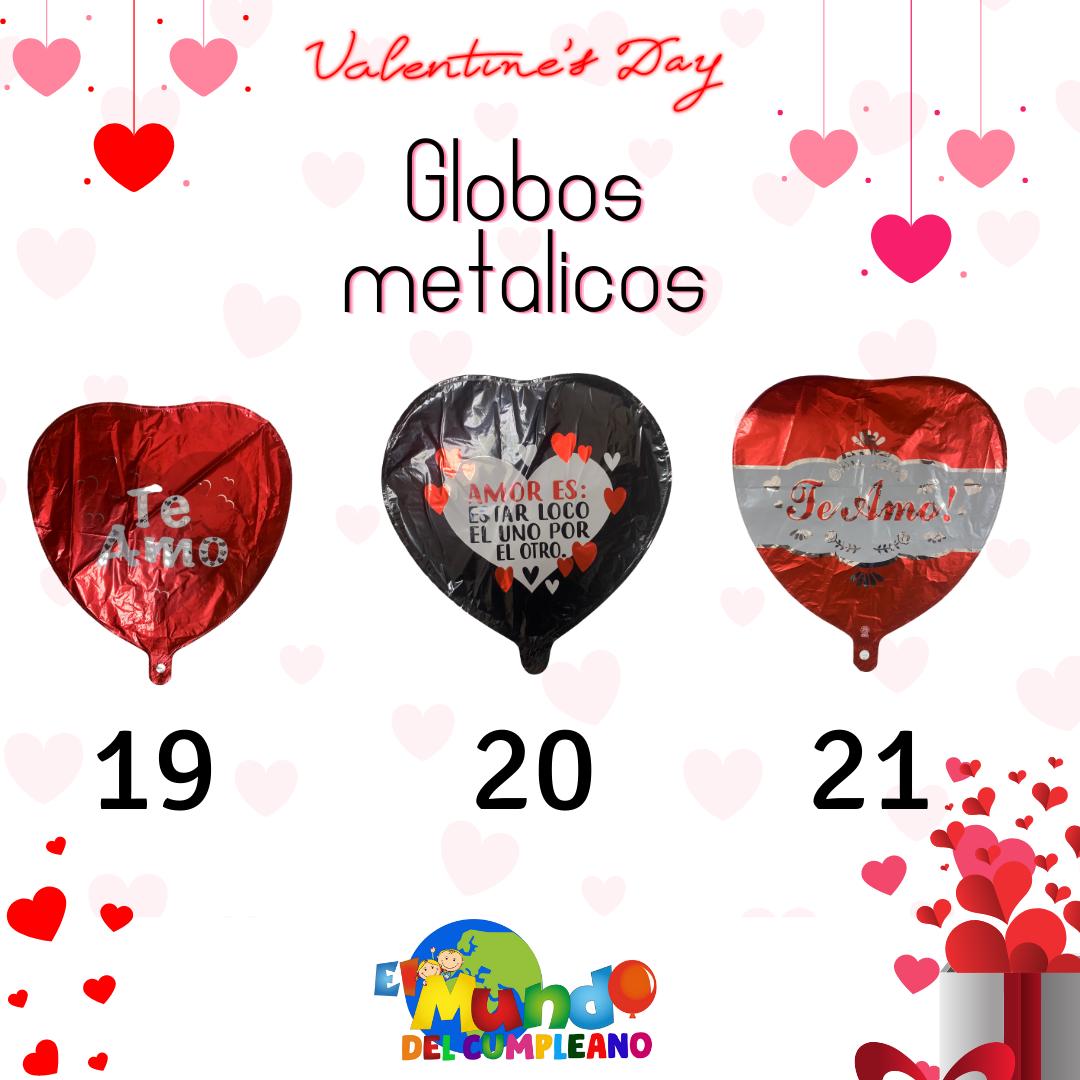 Valentine's Day
Globos
metalicos
Te
Amo
AMOR ES:
ESTAR LOCO
EL UNO POR
EL OTRO.
Te Amo!
19
20
21
El
Mundo
DEL CUMPLEANO